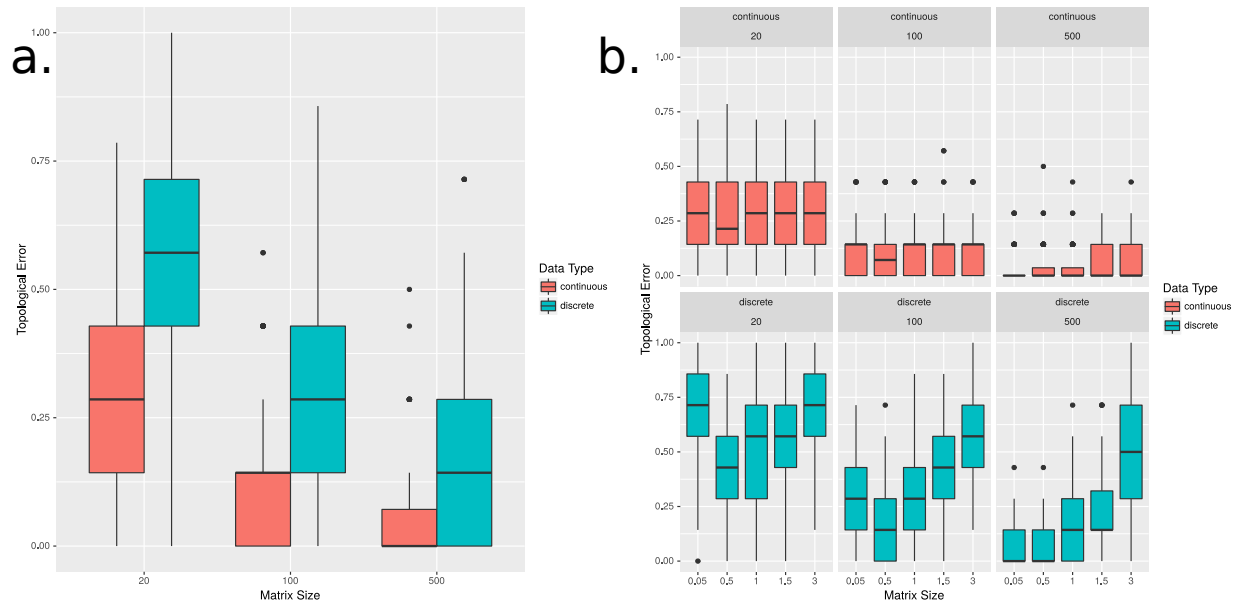 a.
1.00
0.75
0.50
0.25
0.00
Topological Error
20
100
500
Matrix Size
Data Type
continuous
discrete
b.
continuous
20
continuous
100
continuous
500
1.00
0.75
0.50
0.25
0.00
discrete
20
discrete
100
discrete
500
1.00
0.75
0.50
0.25
0.00
Topological Error
0.05 0.5 1 1.5 3
0.05 0.5 1 1.5 3
0.05 0.5 1 1.5 3
Matrix Size
Data Type
continuous
discrete